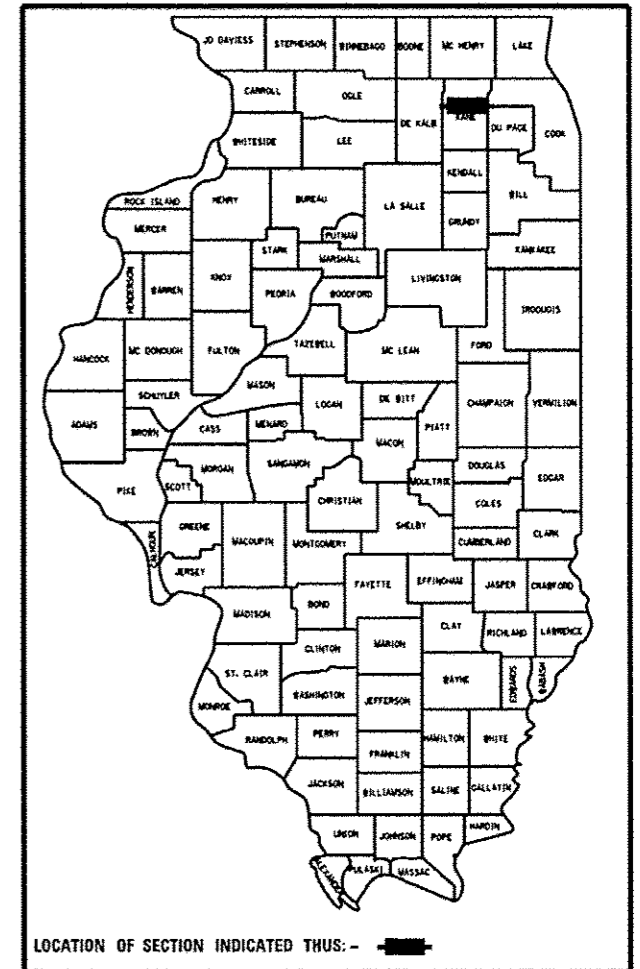 JO DAVIESS STEPHENSON WINNEBAGO BOONE MC HENRY LAKE
CARROLL OGLE DE KALB KANE DU PAGE COOK
WHITESIDE LEE KENDALL WILL
ROCK ISLAND HENRY BUREAU LA SALLE GRUNDY
MERCER PUTNAM KANKAKEE
STARK MARSHALL
HENDERSON WARREN KNOX PEORIA WOODFORD LIVINGSTON IROQUOIS
HANCOCK MC DONOUGH FULTON TAZEWELL MC LEAN FORD
SCHUYLER MASON LOGAN DE WITT CHAMPAIGN VERMILION
ADAMS BROWN CASS MENARD MACON PIATT
PIKE SCOTT MORGAN SANGAMON CHRISTIAN MOULTRIE DOUGLAS EDGAR
COLES
CALHOUN GREENE MACOUPIN MONTGOMERY SHELBY CUMBERLAND CLARK
JERSEY FAYETTE EFFINGHAM JASPER CRAWFORD
MADISON BOND CLAY RICHLAND LAWRENCE
CLINTON MARION
ST. CLAIR WASHINGTON JEFFERSON WAYNE EDWARDS WABASH
MONROE
RANDOLPH PERRY FRANKLIN HAMILTON WHITE
JACKSON WILLIAMSON SALINE GALLATIN
UNION JOHNSON POPE HARDIN
ALEXANDER PULASKI MASSAC
LOCATION OF SECTION INDICATED THUS: -